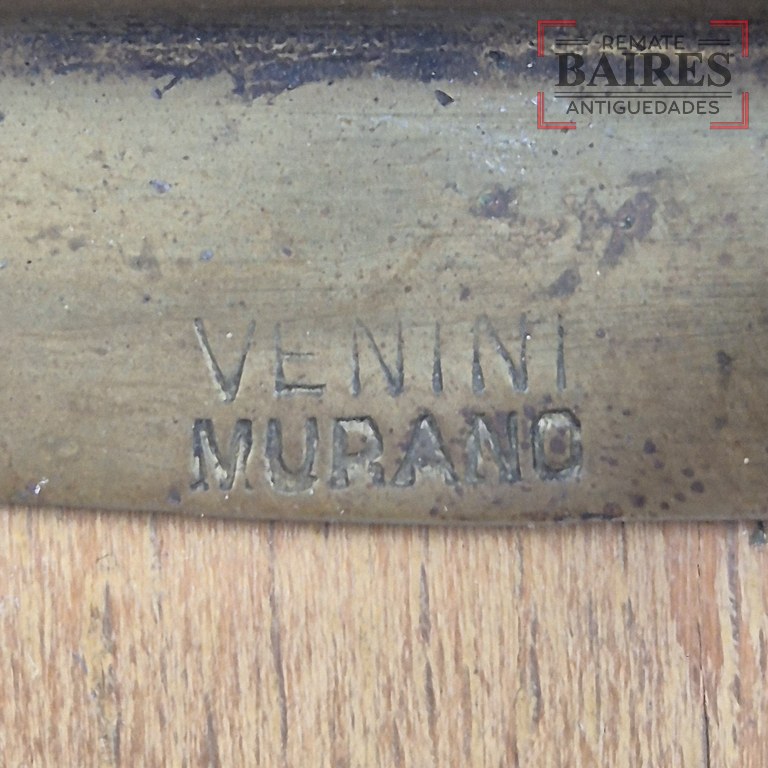 REMATE
BAIRES
ANTIGUEDADES
VENINI
MURANO